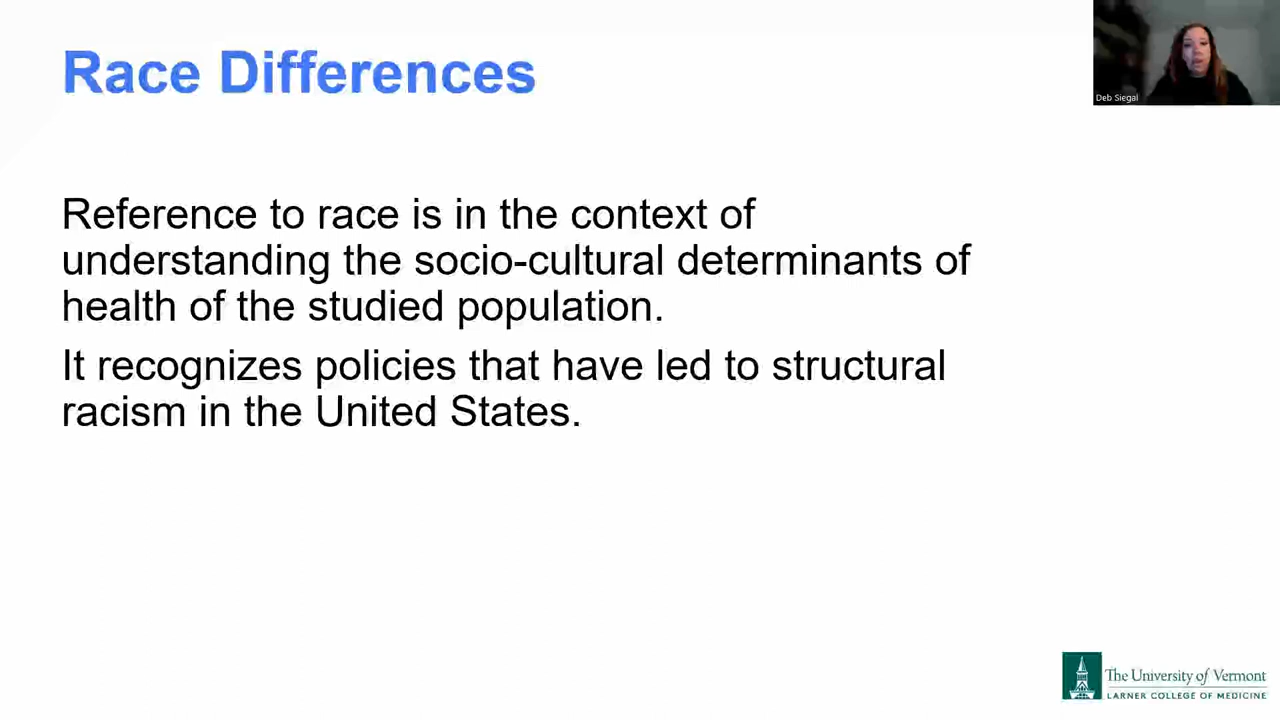 Race Differences
Deb Siegal
Reference to race is in the context of
understanding the socio-cultural determinants of
health of the studied population.
It recognizes policies that have led to structural
racism in the United States.
The University of Vermont
LARNER COLLEGE OF MEDICINE